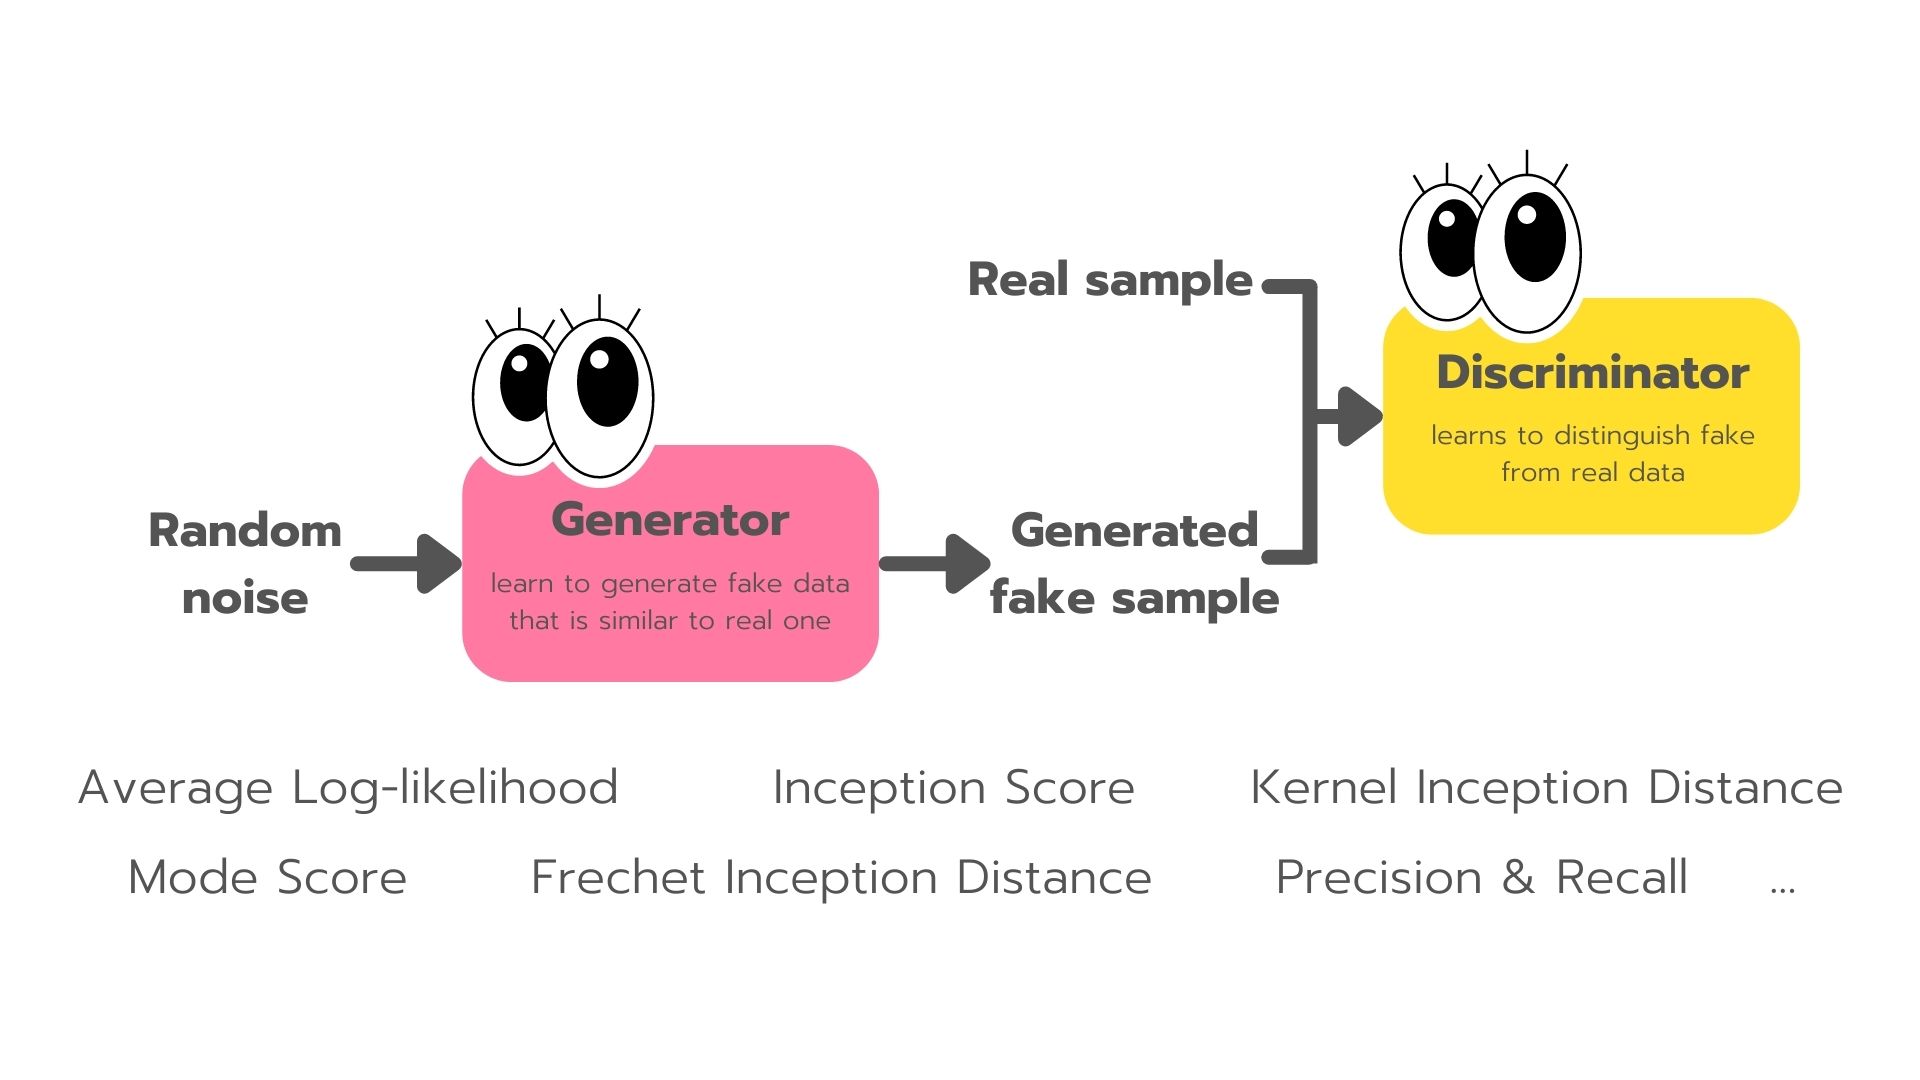 Random
noise
Generator
learn to generate fake data
that is similar to real one
Generated
fake sample
Real sample
Discriminator
learns to distinguish fake
from real data
Average Log-likelihood
Inception Score
Kernel Inception Distance
Mode Score
Frechet Inception Distance
Precision & Recall
...